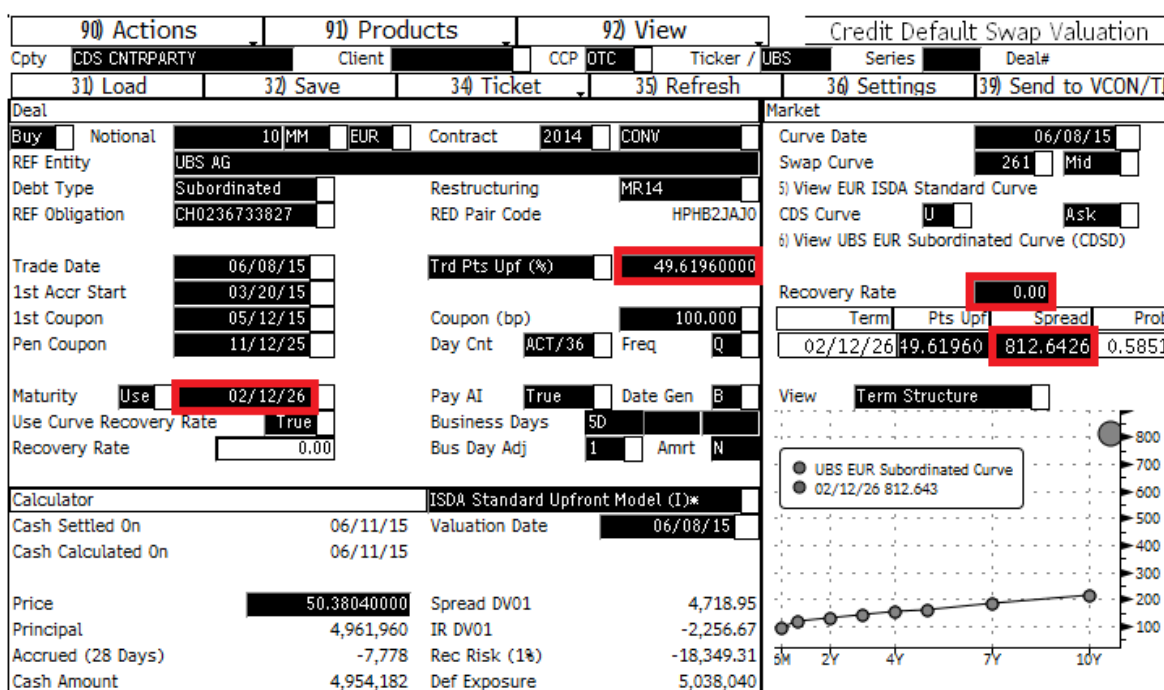 90) Actions 91) Products 92) View Credit Default Swap Valuation
Cpty CDS CNTRPARTY Client CCP OTC Ticker / UBS Series Deal#
31) Load 32) Save 34) Ticket 35) Refresh 36) Settings 39) Send to VCON/T
Deal Market
Buy Notional 10 MM EUR Contract 2014 CONV Curve Date 06/08/15
REF Entity UBS AG Swap Curve 261 Mid
Debt Type Subordinated Restructuring MR14 5) View EUR ISDA Standard Curve
REF Obligation CH0236733827 RED Pair Code HPHB2JAJ0 CDS Curve U Ask
6) View UBS EUR Subordinated Curve (CDSD)
Trade Date 06/08/15 Trd Pts Upf (%) 49.61960000
1st Accr Start 03/20/15 Recovery Rate 0.00
1st Coupon 05/12/15 Coupon (bp) 100.000 Term Pts Upf Spread Prob
Pen Coupon 11/12/25 Day Cnt ACT/36 Freq Q 02/12/26 49.61960 812.6426 0.5851
Maturity Use 02/12/26 Pay AI True Date Gen B View Term Structure
Use Curve Recovery Rate True Business Days 5D
Recovery Rate 0.00 Bus Day Adj 1 Amrt N
800
UBS EUR Subordinated Curve 700
02/12/26 812.643 600
500
400
300
200
100
6M 2Y 4Y 7Y 10Y
Calculator ISDA Standard Upfront Model (I)*
Cash Settled On 06/11/15 Valuation Date 06/08/15
Cash Calculated On 06/11/15
Price 50.38040000 Spread DV01 4,718.95
Principal 4,961,960 IR DV01 -2,256.67
Accrued (28 Days) -7,778 Rec Risk (1%) -18,349.31
Cash Amount 4,954,182 Def Exposure 5,038,040